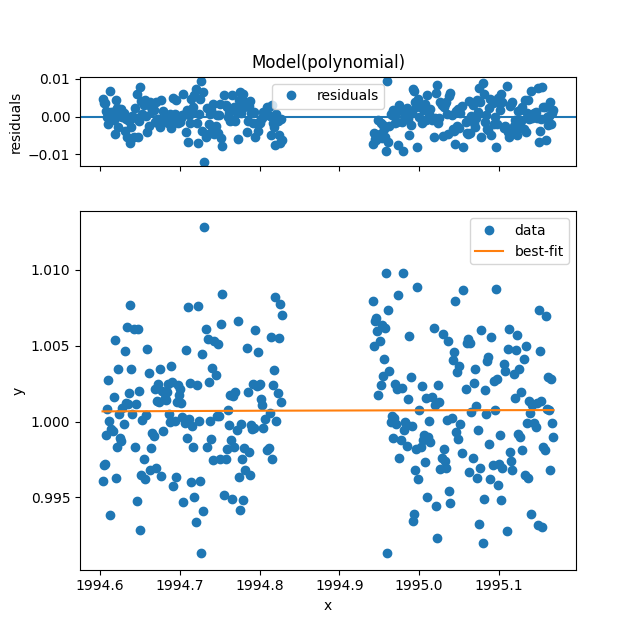 Model(polynomial)
0.01
0.00
−0.01
residuals
residuals
1.010
1.005
1.000
0.995
y
data
best-fit
1994.6 1994.7 1994.8 1994.9 1995.0 1995.1
x